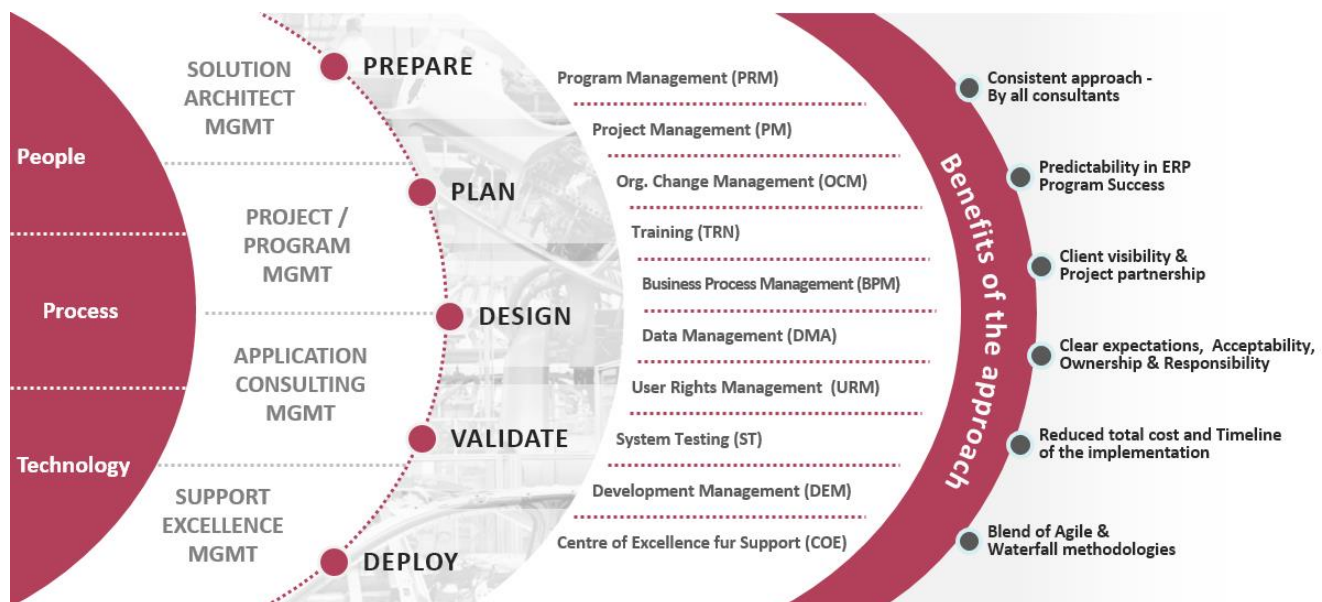 People
Process
Technology
SOLUTION
ARCHITECT
MGMT
PROJECT /
PROGRAM
MGMT
APPLICATION
CONSULTING
MGMT
SUPPORT
EXCELLENCE
MGMT
PREPARE
PLAN
DESIGN
VALIDATE
DEPLOY
Program Management (PRM)
Project Management (PM)
Org. Change Management (OCM)
Training (TRN)
Business Process Management (BPM)
Data Management (DMA)
User Rights Management (URM)
System Testing (ST)
Development Management (DEM)
Centre of Excellence fur Support (COE)
Benefits of the approach
Consistent approach -
By all consultants
Predictability in ERP
Program Success
Client visibility &
Project partnership
Clear expectations, Acceptability,
Ownership & Responsibility
Reduced total cost and Timeline
of the implementation
Blend of Agile &
Waterfall methodologies